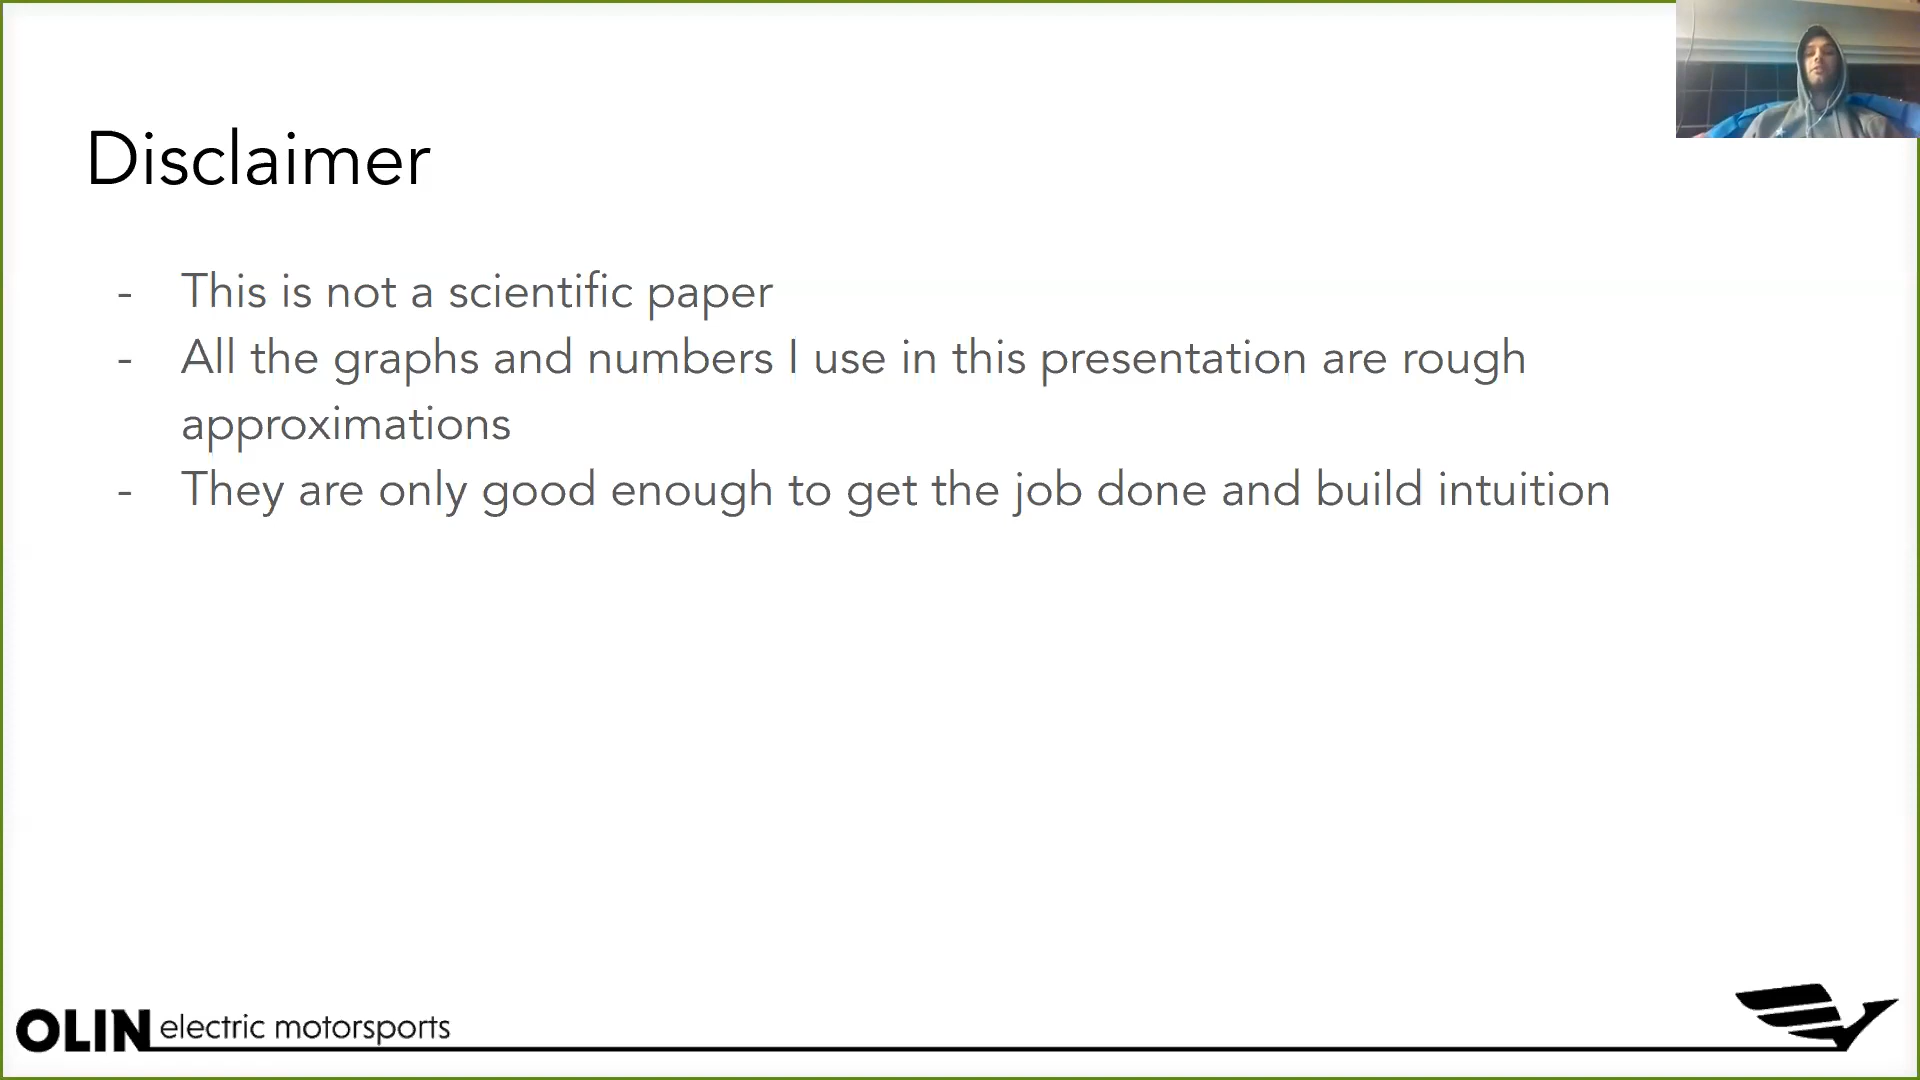 Disclaimer
- This is not a scientific paper
- All the graphs and numbers I use in this presentation are rough
approximations
- They are only good enough to get the job done and build intuition
OLIN electric motorsports